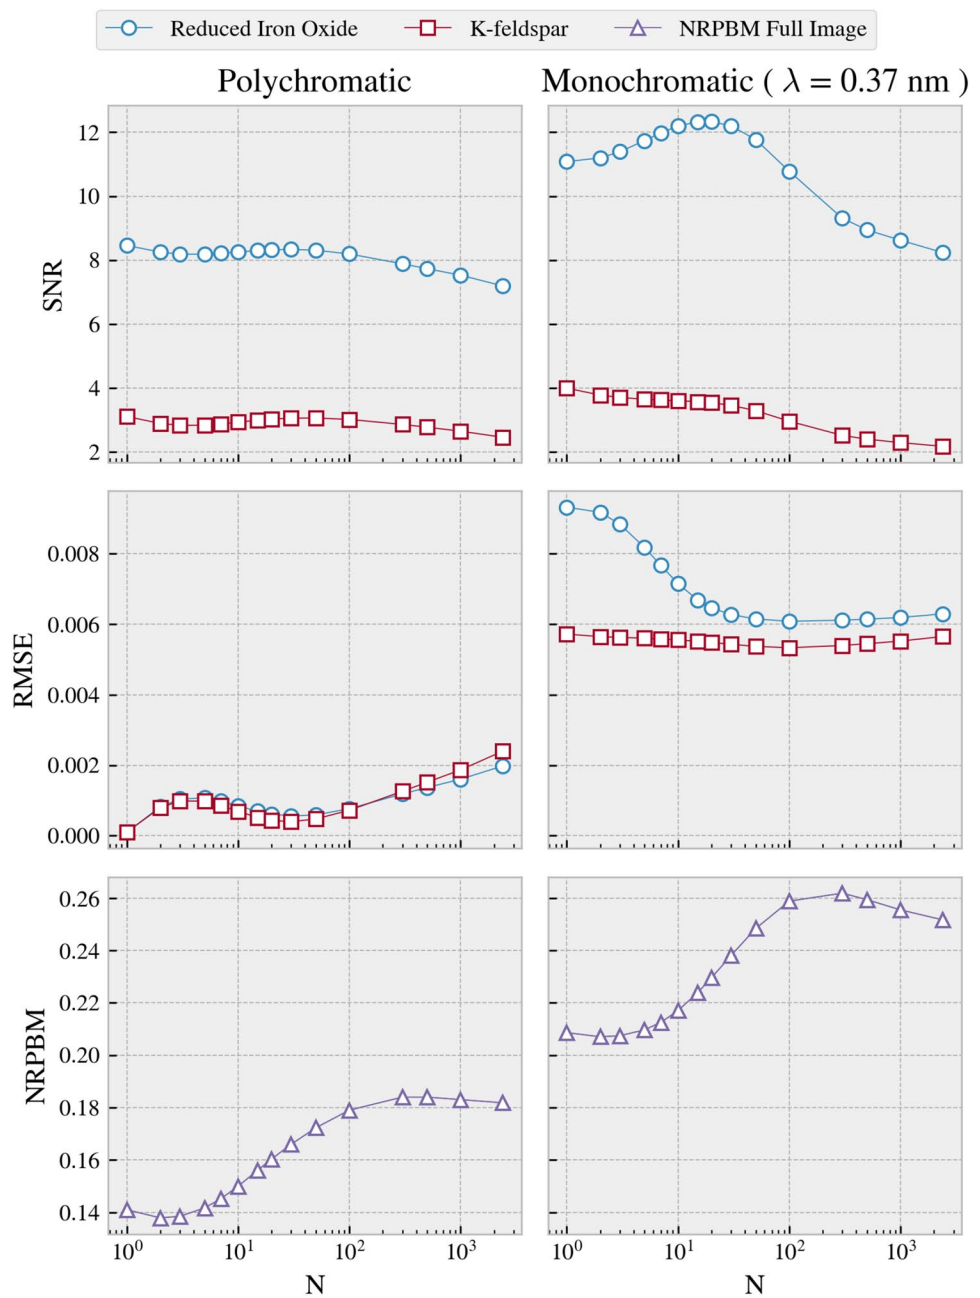 Reduced Iron Oxide K-feldspar NRPBM Full Image
Polychromatic
Monochromatic ( λ = 0.37 nm )
SNR
12
10
8
6
4
2
RMSE
0.008
0.006
0.004
0.002
0.000
NRPBM
0.26
0.24
0.22
0.20
0.18
0.16
0.14
10⁰ 10¹ 10² 10³
10⁰ 10¹ 10² 10³
N
N